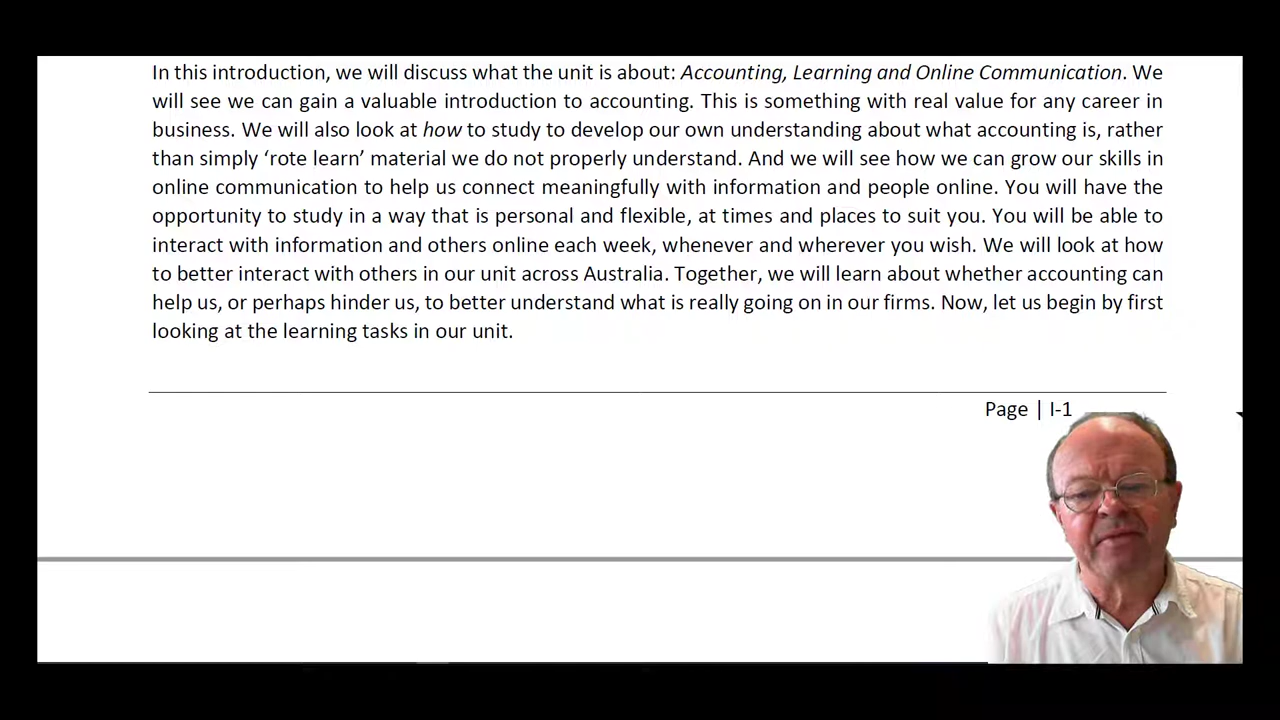 In this introduction, we will discuss what the unit is about: Accounting, Learning and Online Communication. We
will see we can gain a valuable introduction to accounting. This is something with real value for any career in
business. We will also look at how to study to develop our own understanding about what accounting is, rather
than simply ‘rote learn’ material we do not properly understand. And we will see how we can grow our skills in
online communication to help us connect meaningfully with information and people online. You will have the
opportunity to study in a way that is personal and flexible, at times and places to suit you. You will be able to
interact with information and others online each week, whenever and wherever you wish. We will look at how
to better interact with others in our unit across Australia. Together, we will learn about whether accounting can
help us, or perhaps hinder us, to better understand what is really going on in our firms. Now, let us begin by first
looking at the learning tasks in our unit.
Page | I-1